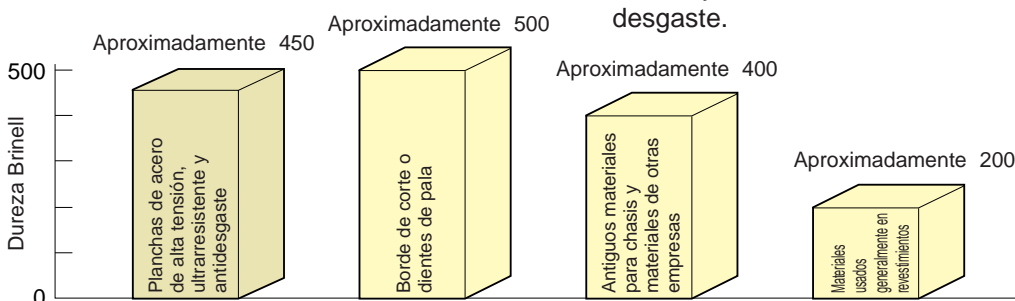 desgaste.
Aproximadamente 450
Aproximadamente 500
Aproximadamente 400
Aproximadamente 200
Dureza Brinell
500
0
Planchas de acero
de alta tensión,
ultrarresistente y
antidesgaste
Borde de corte o
dientes de pala
Antiguos materiales
para chasis y
materiales de otras
empresas
Materiales
usados
generalmente en
revestimientos